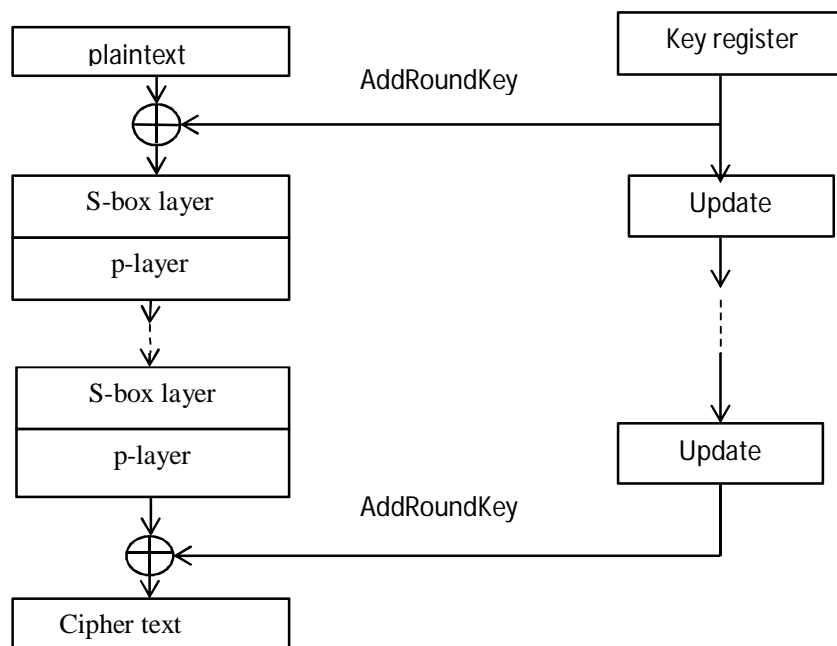 plaintext
Key register
AddRoundKey
S-box layer
Update
p-layer
S-box layer
p-layer
Update
AddRoundKey
Cipher text